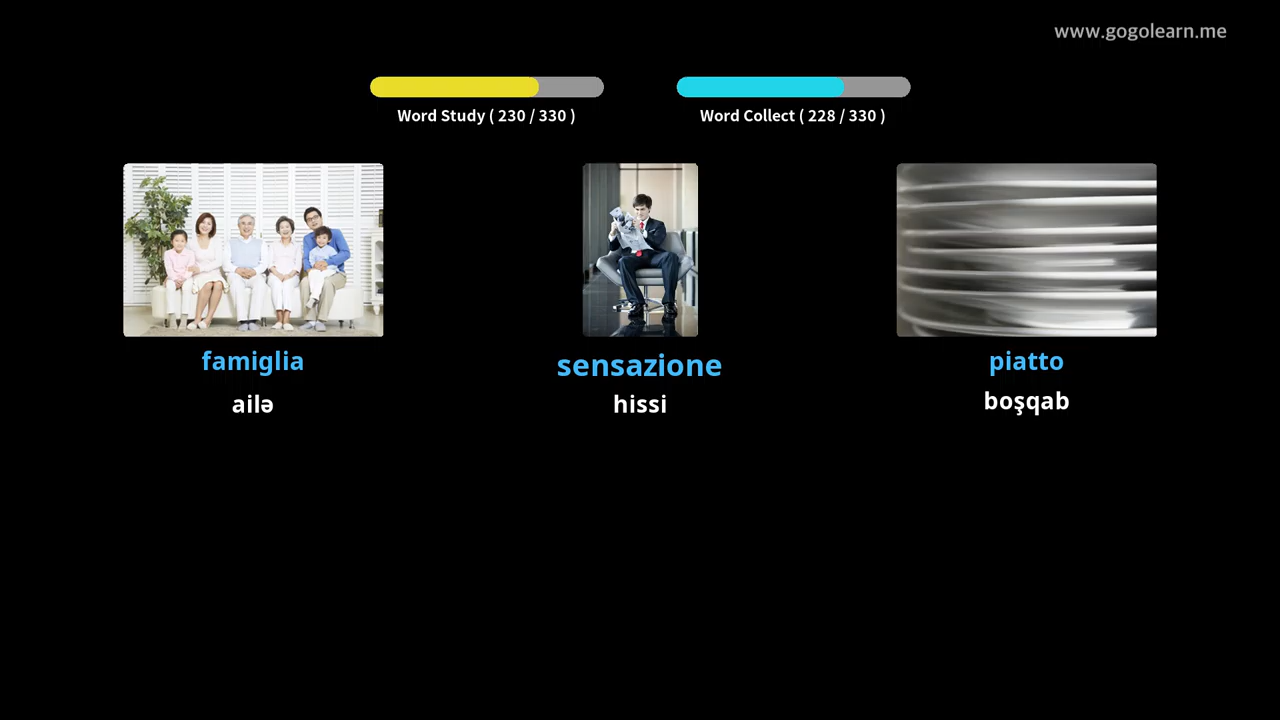 www.gogolearn.me
Word Study ( 230 / 330 )
Word Collect ( 228 / 330 )
famiglia
ailə
sensazione
hissi
piatto
boşqab